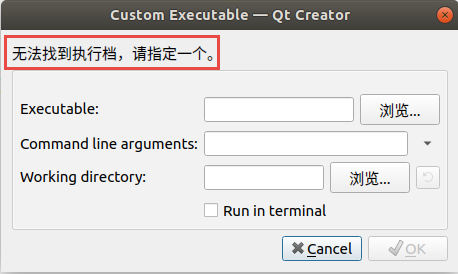 Custom Executable — Qt Creator
无法找到执行档，请指定一个。
Executable:
浏览...
Command line arguments:
Working directory:
浏览...
Run in terminal
Cancel
OK